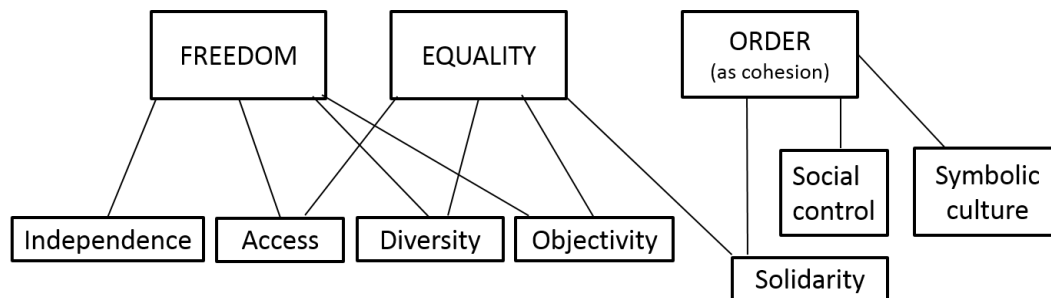 FREEDOM
EQUALITY
ORDER
(as cohesion)
Social
control
Symbolic
culture
Independence
Access
Diversity
Objectivity
Solidarity